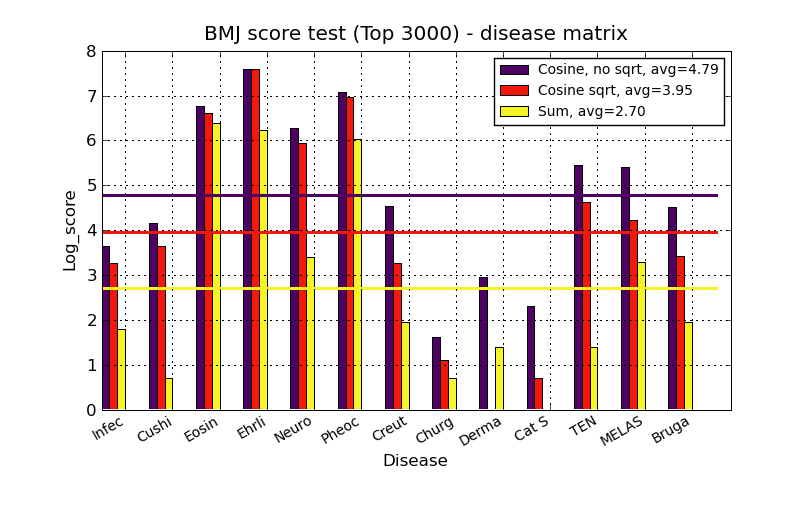 BMJ score test (Top 3000) - disease matrix
Cosine, no sqrt, avg=4.79
Cosine sqrt, avg=3.95
Sum, avg=2.70
Log_score
8
7
6
5
4
3
2
1
0
Infec Cushi Eosin Ehrli Neuro Pheoc Creut Churg Derma Cat S TEN MELAS Bruga
Disease